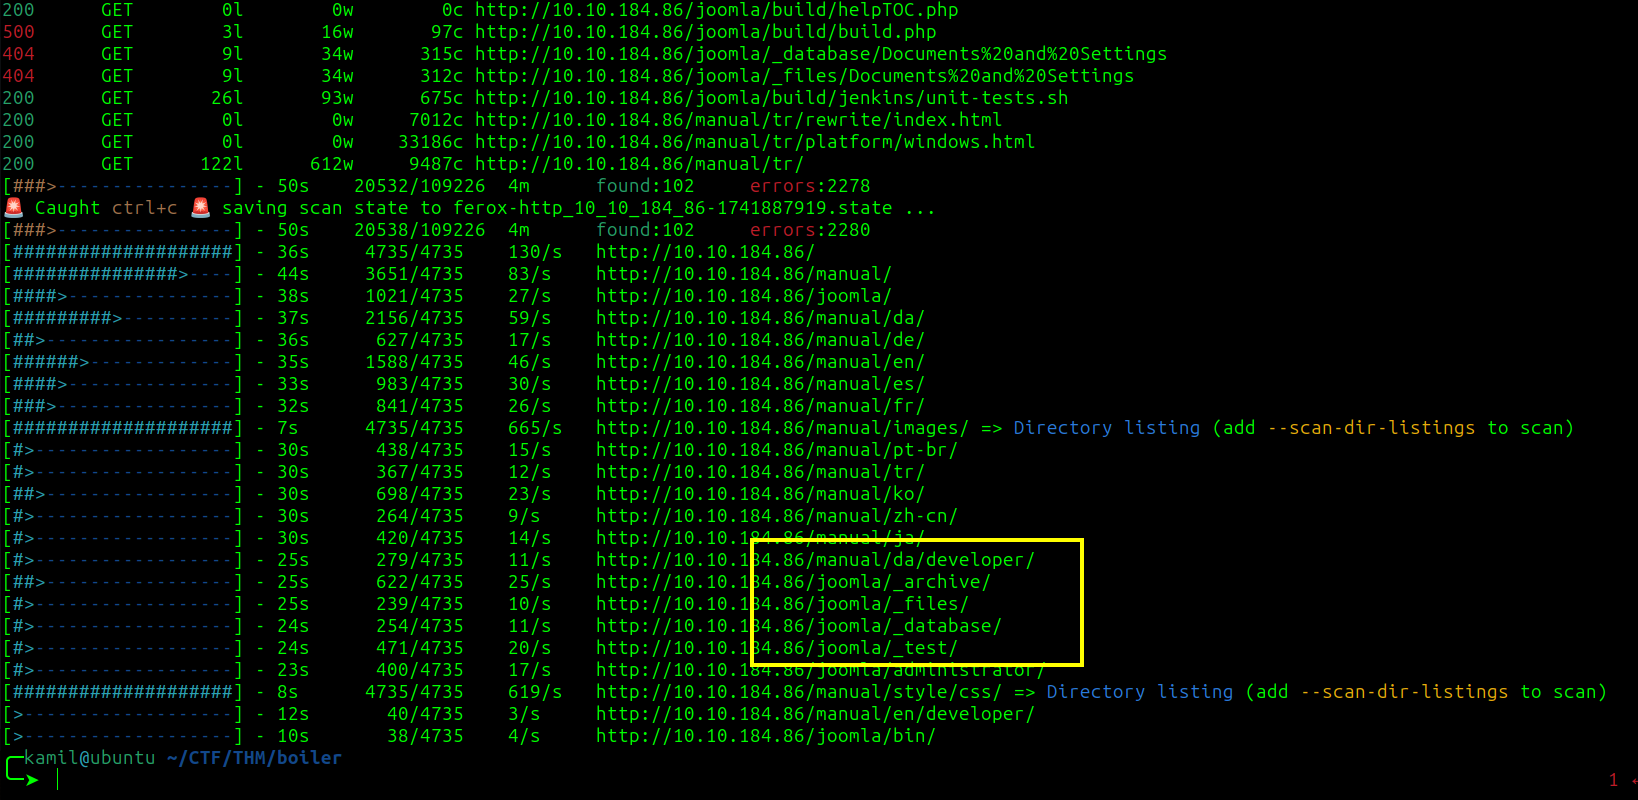 200 GET 0l 0w 0c http://10.10.184.86/joomla/build/helpTOC.php
500 GET 3l 16w 97c http://10.10.184.86/joomla/build/build.php
404 GET 9l 34w 315c http://10.10.184.86/joomla/_database/Documents%20and%20Settings
404 GET 9l 34w 312c http://10.10.184.86/joomla/_files/Documents%20and%20Settings
200 GET 26l 93w 675c http://10.10.184.86/joomla/build/jenkins/unit-tests.sh
200 GET 0l 0w 7012c http://10.10.184.86/manual/tr/rewrite/index.html
200 GET 0l 0w 33186c http://10.10.184.86/manual/tr/platform/windows.html
200 GET 122l 612w 9487c http://10.10.184.86/manual/tr/
[###>----------------] - 50s 20532/109226 4m found:102 errors:2278
🚨 Caught ctrl+c 🚨 saving scan state to ferox-http_10_10_184_86-1741887919.state ...
[###>----------------] - 50s 20538/109226 4m found:102 errors:2280
[####################] - 36s 4735/4735 130/s http://10.10.184.86/
[###############>----] - 44s 3651/4735 83/s http://10.10.184.86/manual/
[####>---------------] - 38s 1021/4735 27/s http://10.10.184.86/joomla/
[#########>----------] - 37s 2156/4735 59/s http://10.10.184.86/manual/da/
[##>-----------------] - 36s 627/4735 17/s http://10.10.184.86/manual/de/
[######>-------------] - 35s 1588/4735 46/s http://10.10.184.86/manual/en/
[####>---------------] - 33s 983/4735 30/s http://10.10.184.86/manual/es/
[###>----------------] - 32s 841/4735 26/s http://10.10.184.86/manual/fr/
[####################] - 7s 4735/4735 665/s http://10.10.184.86/manual/images/ => Directory listing (add --scan-dir-listings to scan)
[#>------------------] - 30s 438/4735 15/s http://10.10.184.86/manual/pt-br/
[#>------------------] - 30s 367/4735 12/s http://10.10.184.86/manual/tr/
[##>-----------------] - 30s 698/4735 23/s http://10.10.184.86/manual/ko/
[#>------------------] - 30s 264/4735 9/s http://10.10.184.86/manual/zh-cn/
[#>------------------] - 30s 420/4735 14/s http://10.10.184.86/manual/ja/
[#>------------------] - 25s 279/4735 11/s http://10.10.184.86/manual/da/developer/
[##>-----------------] - 25s 622/4735 25/s http://10.10.184.86/joomla/_archive/
[#>------------------] - 25s 239/4735 10/s http://10.10.184.86/joomla/_files/
[#>------------------] - 24s 254/4735 11/s http://10.10.184.86/joomla/_database/
[#>------------------] - 24s 471/4735 20/s http://10.10.184.86/joomla/_test/
[#>------------------] - 23s 400/4735 17/s http://10.10.184.86/joomla/administrator/
[####################] - 8s 4735/4735 619/s http://10.10.184.86/manual/style/css/ => Directory listing (add --scan-dir-listings to scan)
[>-------------------] - 12s 40/4735 3/s http://10.10.184.86/manual/en/developer/
[>-------------------] - 10s 38/4735 4/s http://10.10.184.86/joomla/bin/
kamil@ubuntu ~/CTF/THM/boiler
1